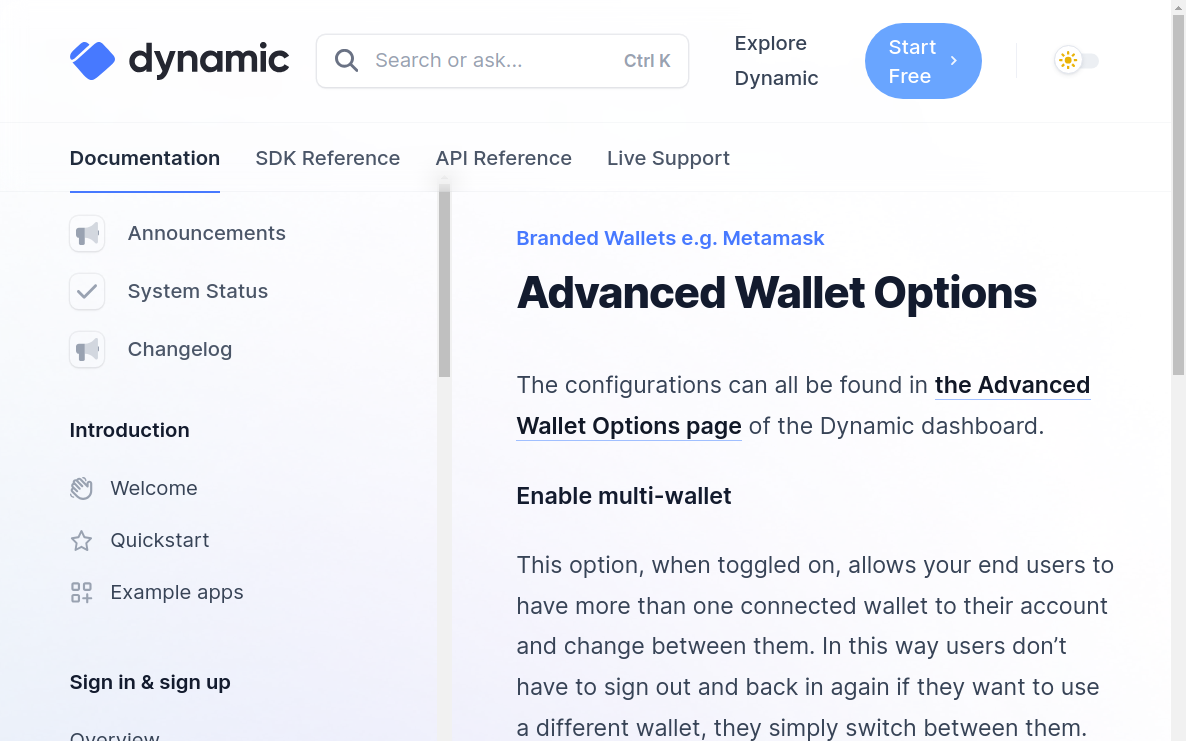 dynamic
Search or ask...
Ctrl K
Explore
Dynamic
Start
Free
Documentation
SDK Reference
API Reference
Live Support
Announcements
System Status
Changelog
Introduction
Welcome
Quickstart
Example apps
Sign in & sign up
Overview
Branded Wallets e.g. Metamask
Advanced Wallet Options
The configurations can all be found in the Advanced
Wallet Options page of the Dynamic dashboard.
Enable multi-wallet
This option, when toggled on, allows your end users to
have more than one connected wallet to their account
and change between them. In this way users don’t
have to sign out and back in again if they want to use
a different wallet, they simply switch between them.